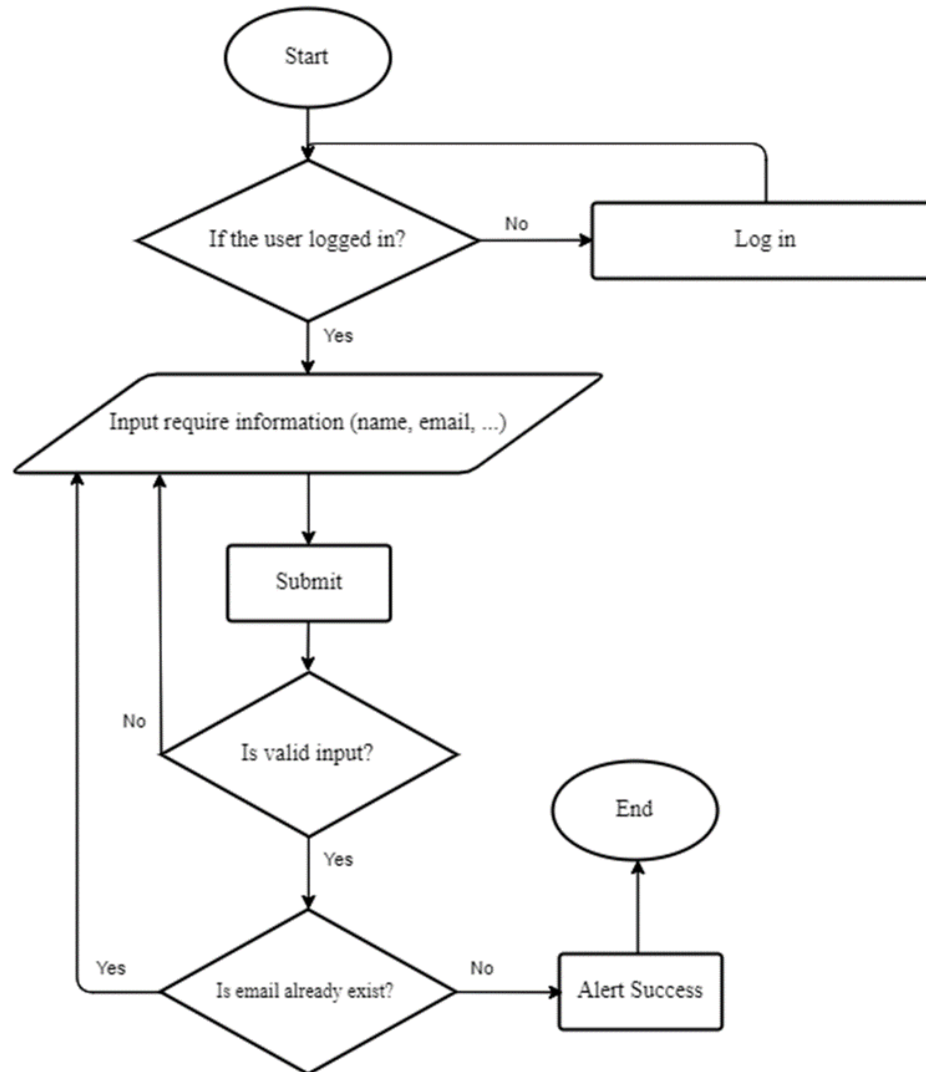 Start
If the user logged in?
No
Log in
Yes
Input require information (name, email, ...)
Submit
No
Is valid input?
Yes
End
Yes
Is email already exist?
No
Alert Success